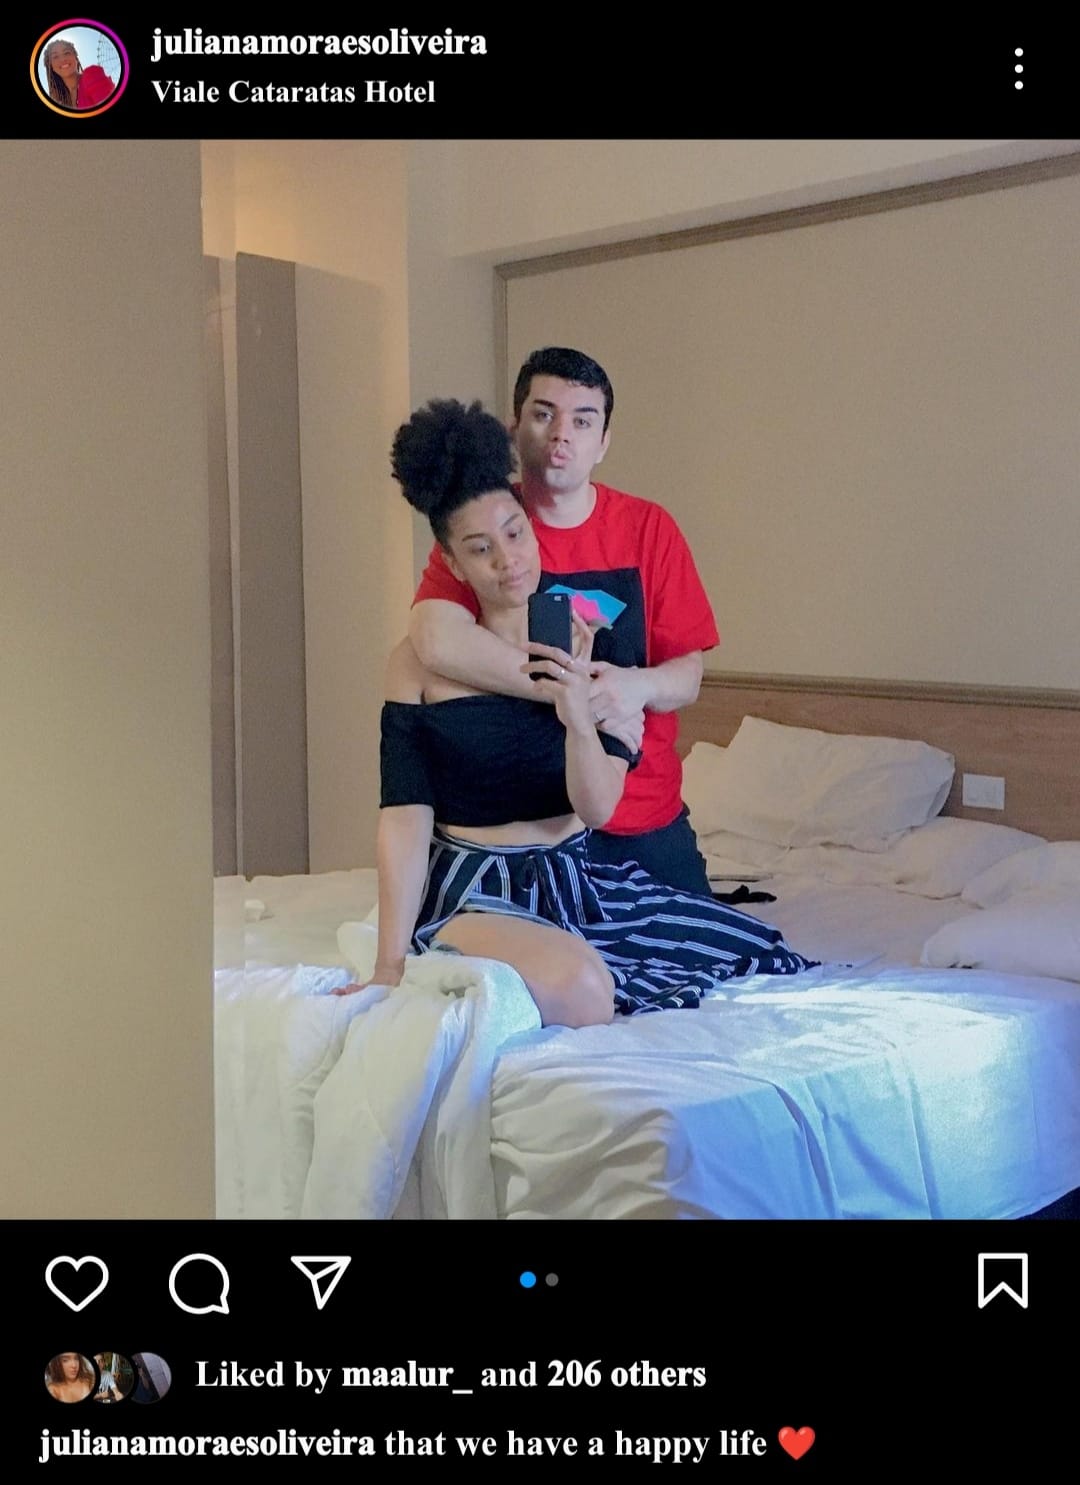 julianamoraesoliveira
Viale Cataratas Hotel
Liked by maalur_ and 206 others
julianamoraesoliveira that we have a happy life ❤️